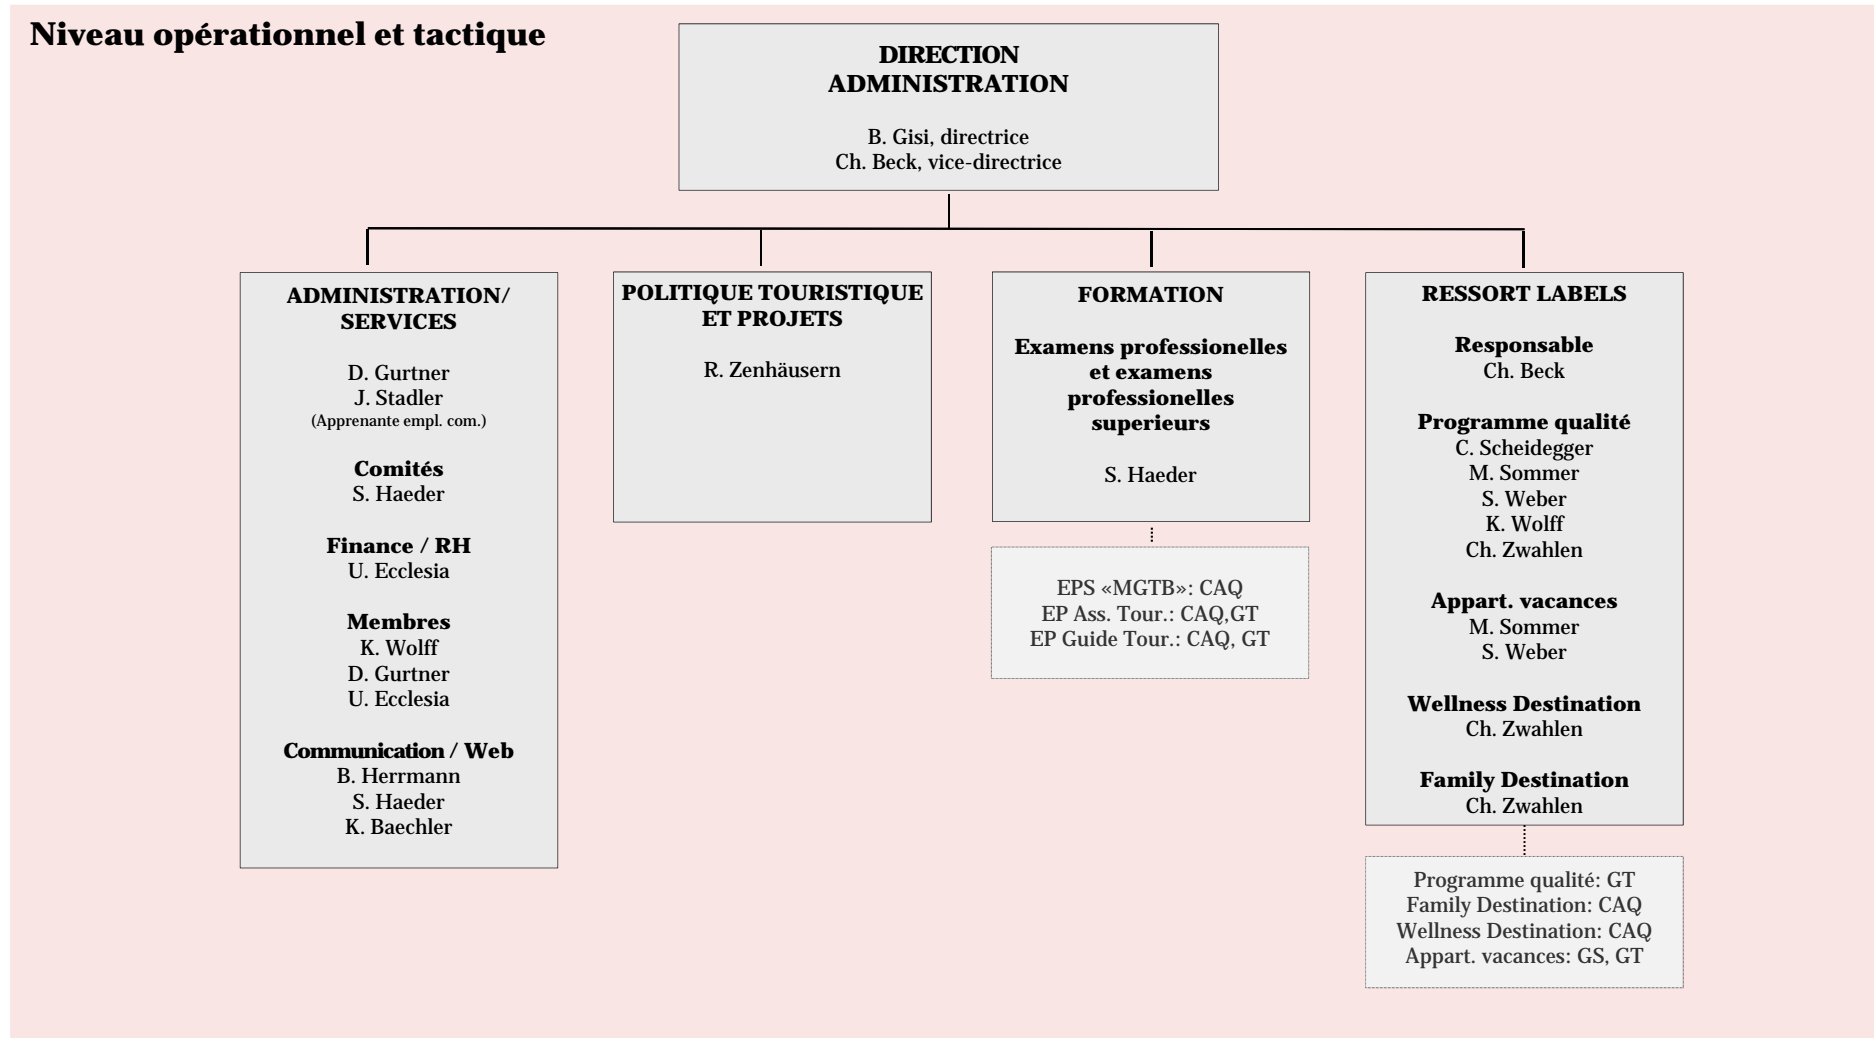 Niveau opérationnel et tactique
DIRECTION
ADMINISTRATION
B. Gisi, directrice
Ch. Beck, vice-directrice
ADMINISTRATION/
SERVICES
D. Gurtner
J. Stadler
(Apprenante empl. com.)
Comités
S. Haeder
Finance / RH
U. Ecclesia
Membres
K. Wolff
D. Gurtner
U. Ecclesia
Communication / Web
B. Herrmann
S. Haeder
K. Baechler
POLITIQUE TOURISTIQUE
ET PROJETS
R. Zenhäusern
FORMATION
Examens professionelles
et examens
professionelles
superieurs
S. Haeder
EPS «MGTB»: CAQ
EP Ass. Tour.: CAQ,GT
EP Guide Tour.: CAQ, GT
RESSORT LABELS
Responsable
Ch. Beck
Programme qualité
C. Scheidegger
M. Sommer
S. Weber
K. Wolff
Ch. Zwahlen
Appart. vacances
M. Sommer
S. Weber
Wellness Destination
Ch. Zwahlen
Family Destination
Ch. Zwahlen
Programme qualité: GT
Family Destination: CAQ
Wellness Destination: CAQ
Appart. vacances: GS, GT